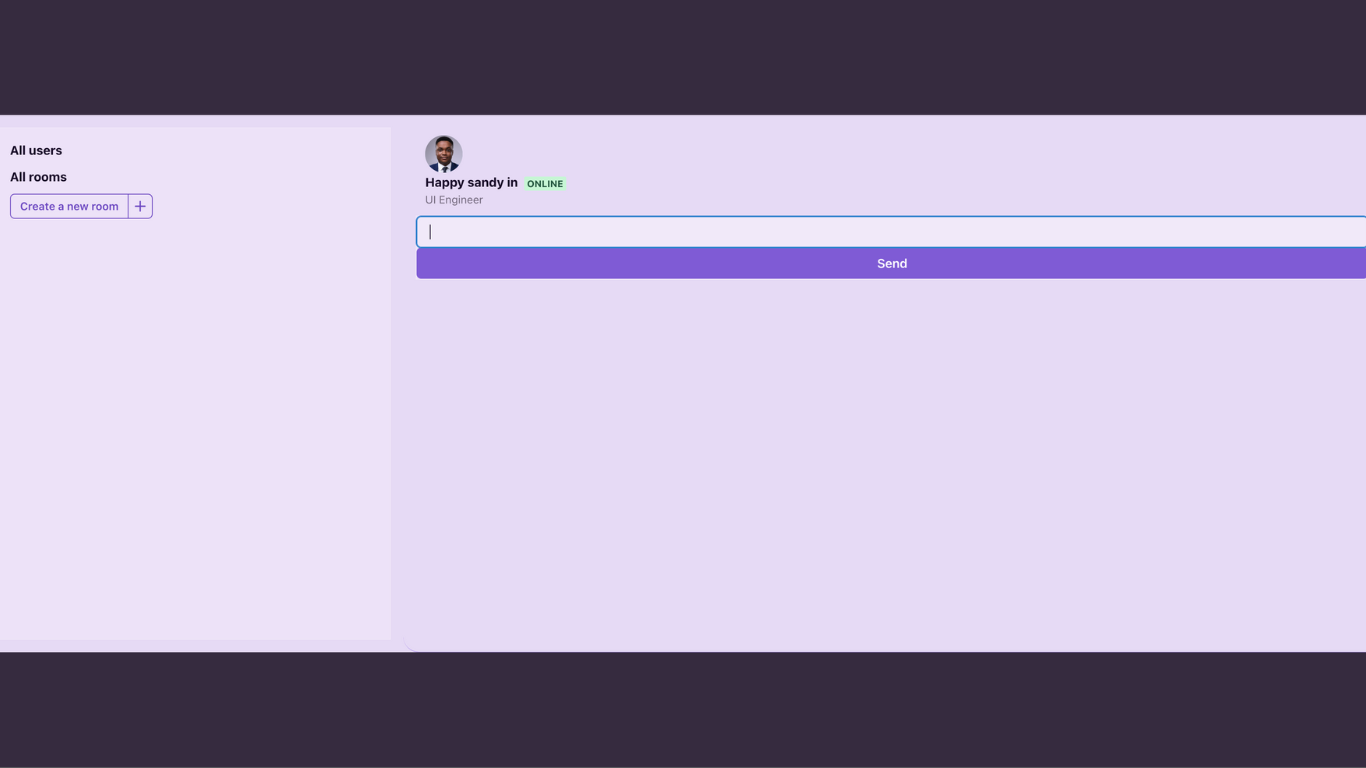 All users
All rooms
Create a new room
Happy sandy in ONLINE
UI Engineer
Send